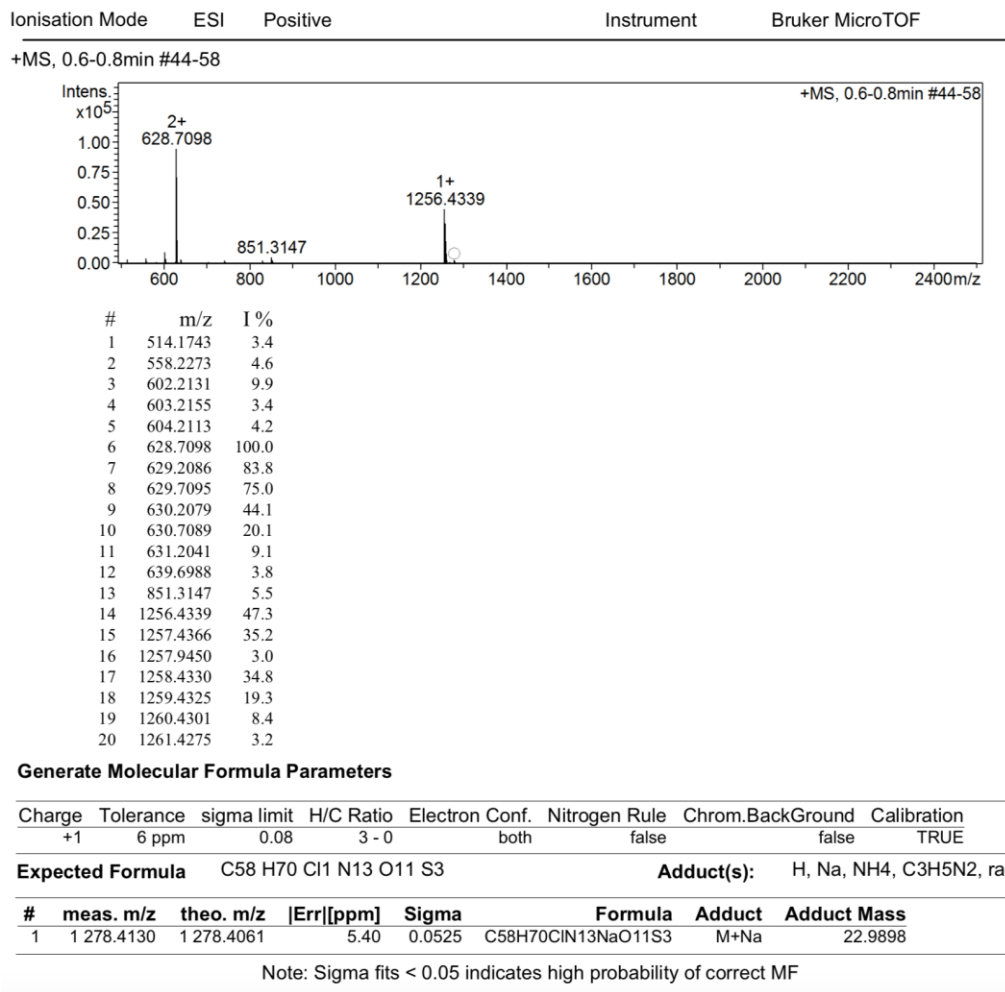 Ionisation Mode ESI Positive Instrument Bruker MicroTOF
+MS, 0.6-0.8min #44-58
Intens.
x10⁵
+MS, 0.6-0.8min #44-58
2+
628.7098
1.00
0.75
1+
1256.4339
0.50
0.25
851.3147
0.00
600 800 1000 1200 1400 1600 1800 2000 2200 2400 m/z
# m/z I %
1 514.1743 3.4
2 558.2273 4.6
3 602.2131 9.9
4 603.2155 3.4
5 604.2113 4.2
6 628.7098 100.0
7 629.2086 83.8
8 629.7095 75.0
9 630.2079 44.1
10 630.7089 20.1
11 631.2041 9.1
12 639.6988 3.8
13 851.3147 5.5
14 1256.4339 47.3
15 1257.4366 35.2
16 1257.9450 3.0
17 1258.4330 34.8
18 1259.4325 19.3
19 1260.4301 8.4
20 1261.4275 3.2
Generate Molecular Formula Parameters
Charge Tolerance sigma limit H/C Ratio Electron Conf. Nitrogen Rule Chrom.BackGround Calibration
+1 6 ppm 0.08 3 - 0 both false false TRUE
Expected Formula C58 H70 Cl1 N13 O11 S3 Adduct(s): H, Na, NH4, C3H5N2, ra
# meas. m/z theo. m/z |Err|[ppm] Sigma Formula Adduct Adduct Mass
1 1 278.4130 1 278.4061 5.40 0.0525 C58H70ClN13NaO11S3 M+Na 22.9898
Note: Sigma fits < 0.05 indicates high probability of correct MF